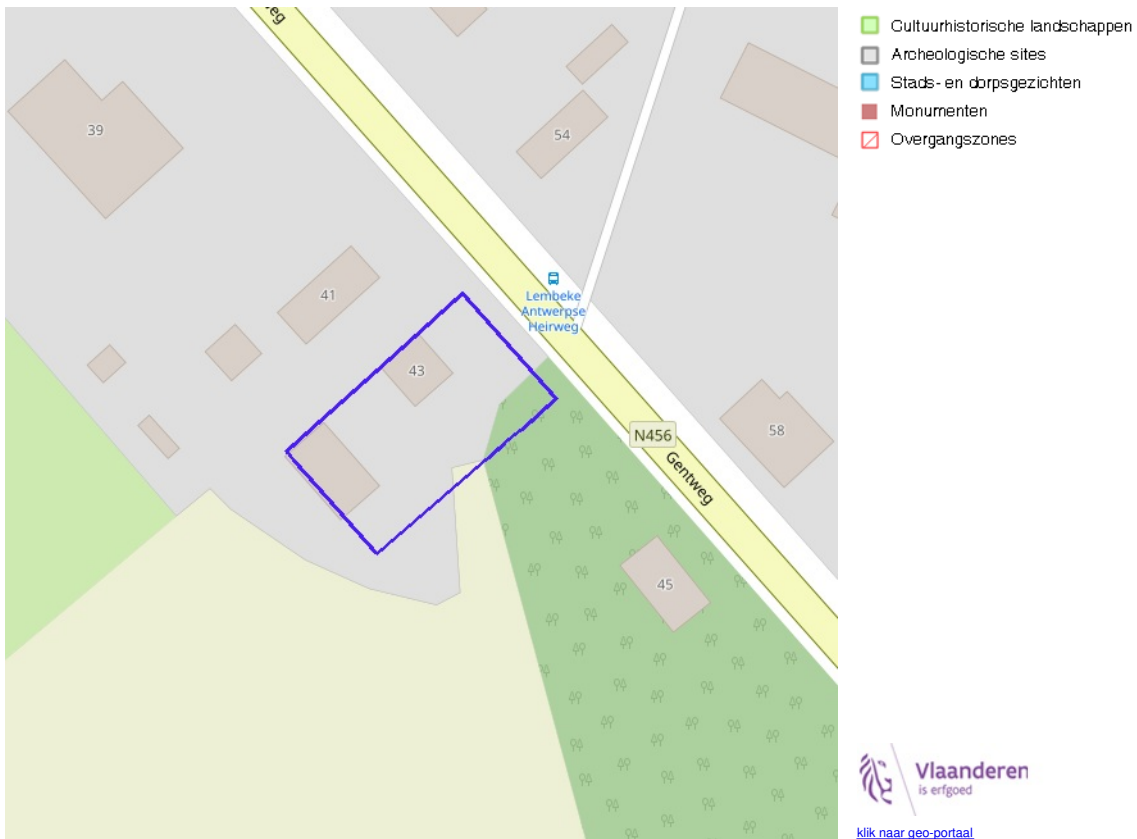 eg
39
54
41
Lembeke
Antwerpse
Heirweg
43
N456
58
Gentweg
45
Cultuurhistorische landschappen
Archeologische sites
Stads- en dorpsgezichten
Monumenten
Overgangszones
Vlaanderen
is erfgoed
klik naar geo-portaal